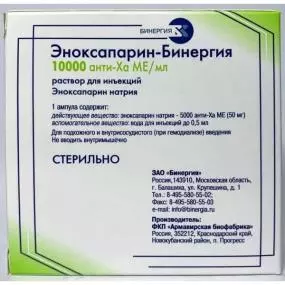 БИНЕРГИЯ
Эноксапарин-Бинергия
10000 анти-Ха МЕ/мл
раствор для инъекций
Эноксапарин натрия
1 ампула содержит:
действующее вещество: эноксапарин натрия - 5000 анти-Ха МЕ (50 мг)
вспомогательное вещество: вода для инъекций до 0,5 мл
Для подкожного и внутрисосудистого (при гемодиализе) введения
Не вводить внутримышечно
СТЕРИЛЬНО
ЗАО «Бинергия»
Россия,143910, Московская область,
г. Балашиха, ул. Крупешина, д. 1
Тел.: 8-495-580-55-02;
Факс: 8-495-580-55-03
e-mail: info@binergia.ru
Производитель:
ФКП «Армавирская биофабрика»
Россия, 352212, Краснодарский край,
Новокубанский район, п. Прогресс